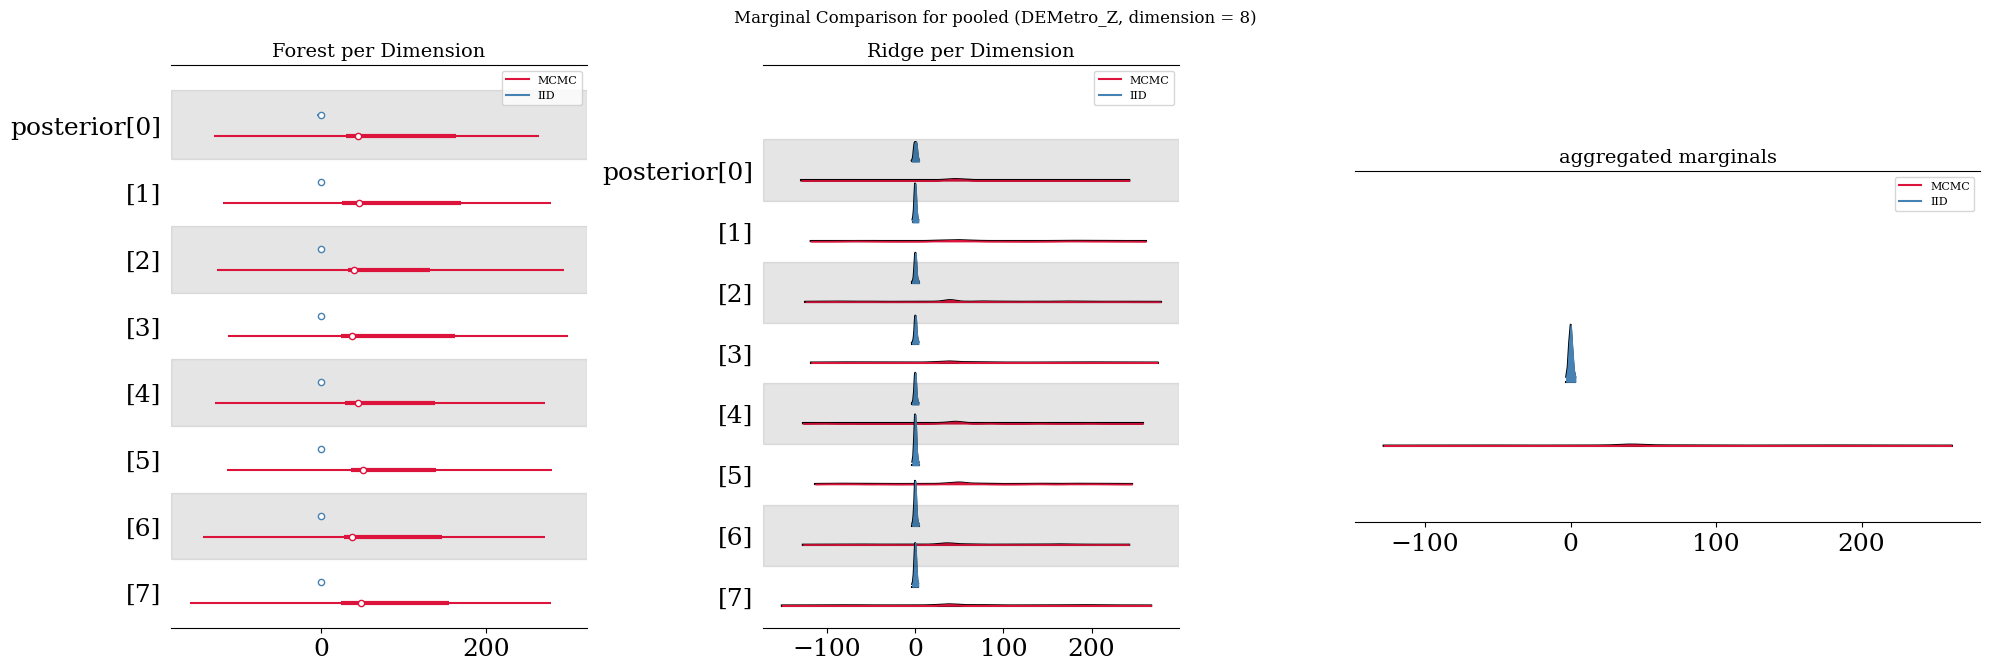 Marginal Comparison for pooled (DEMetro_Z, dimension = 8)
Forest per Dimension
MCMC
IID
posterior[0]
[1]
[2]
[3]
[4]
[5]
[6]
[7]
0 200
Ridge per Dimension
MCMC
IID
posterior[0]
[1]
[2]
[3]
[4]
[5]
[6]
[7]
−100 0 100 200
aggregated marginals
MCMC
IID
−100 0 100 200